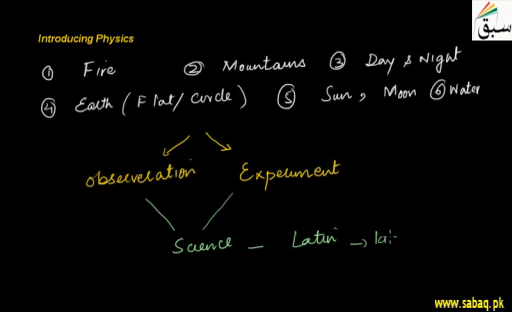 سبق
Introducing Physics
① Fire ② Mountains ③ Day & Night
④ Earth (Flat/Circle) ⑤ Sun, Moon ⑥ Water
Observeration Experiment
Science – Latin →
www.sabaq.pk